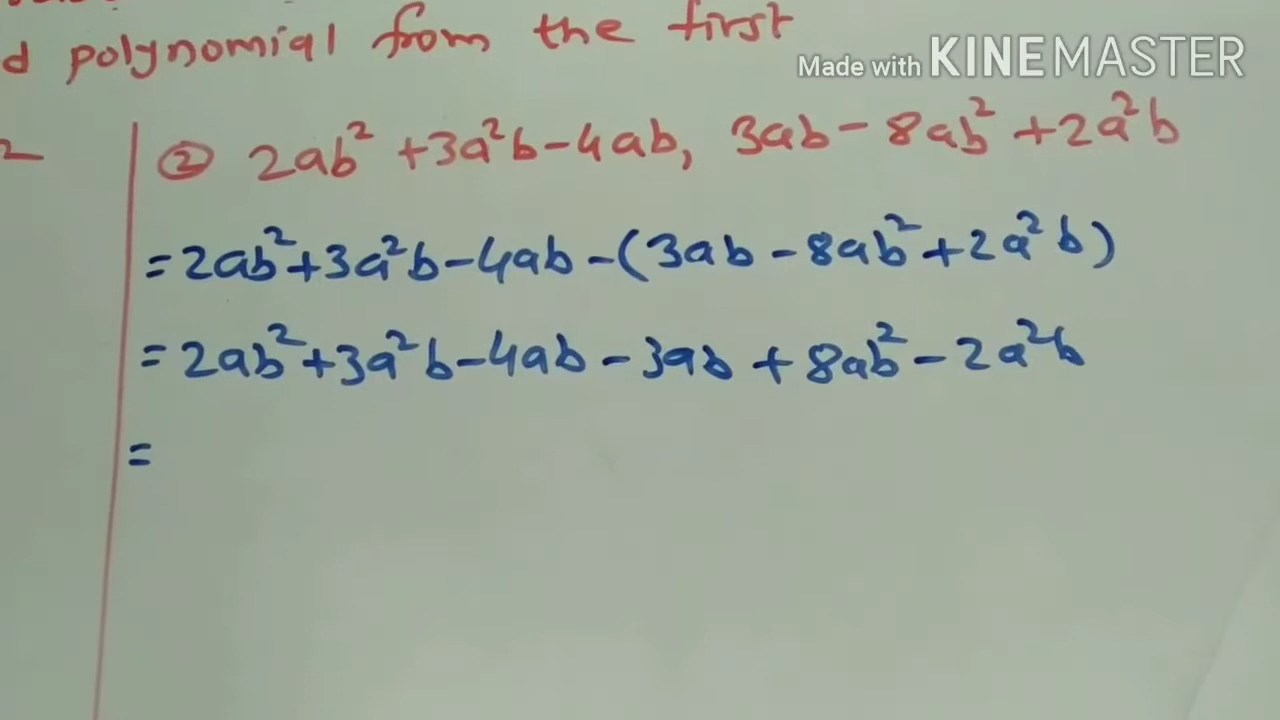 d polynomial from the first
Made with KINEMASTER
② 2ab² + 3a²b - 4ab, 3ab - 8ab² + 2a²b
= 2ab² + 3a²b - 4ab - (3ab - 8ab² + 2a²b)
= 2ab² + 3a²b - 4ab - 3ab + 8ab² - 2a²b
=